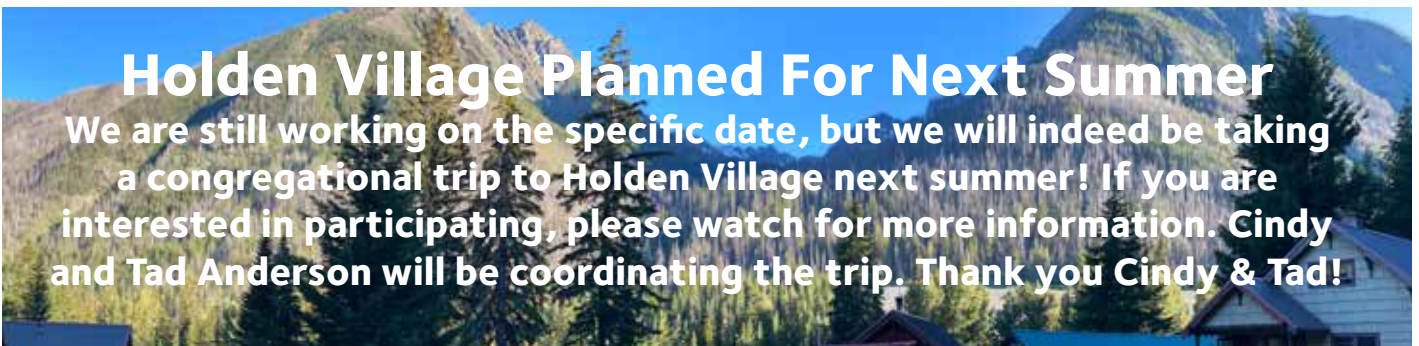 Holden Village Planned For Next Summer
We are still working on the specific date, but we will indeed be taking
a congregational trip to Holden Village next summer! If you are
interested in participating, please watch for more information. Cindy
and Tad Anderson will be coordinating the trip. Thank you Cindy & Tad!